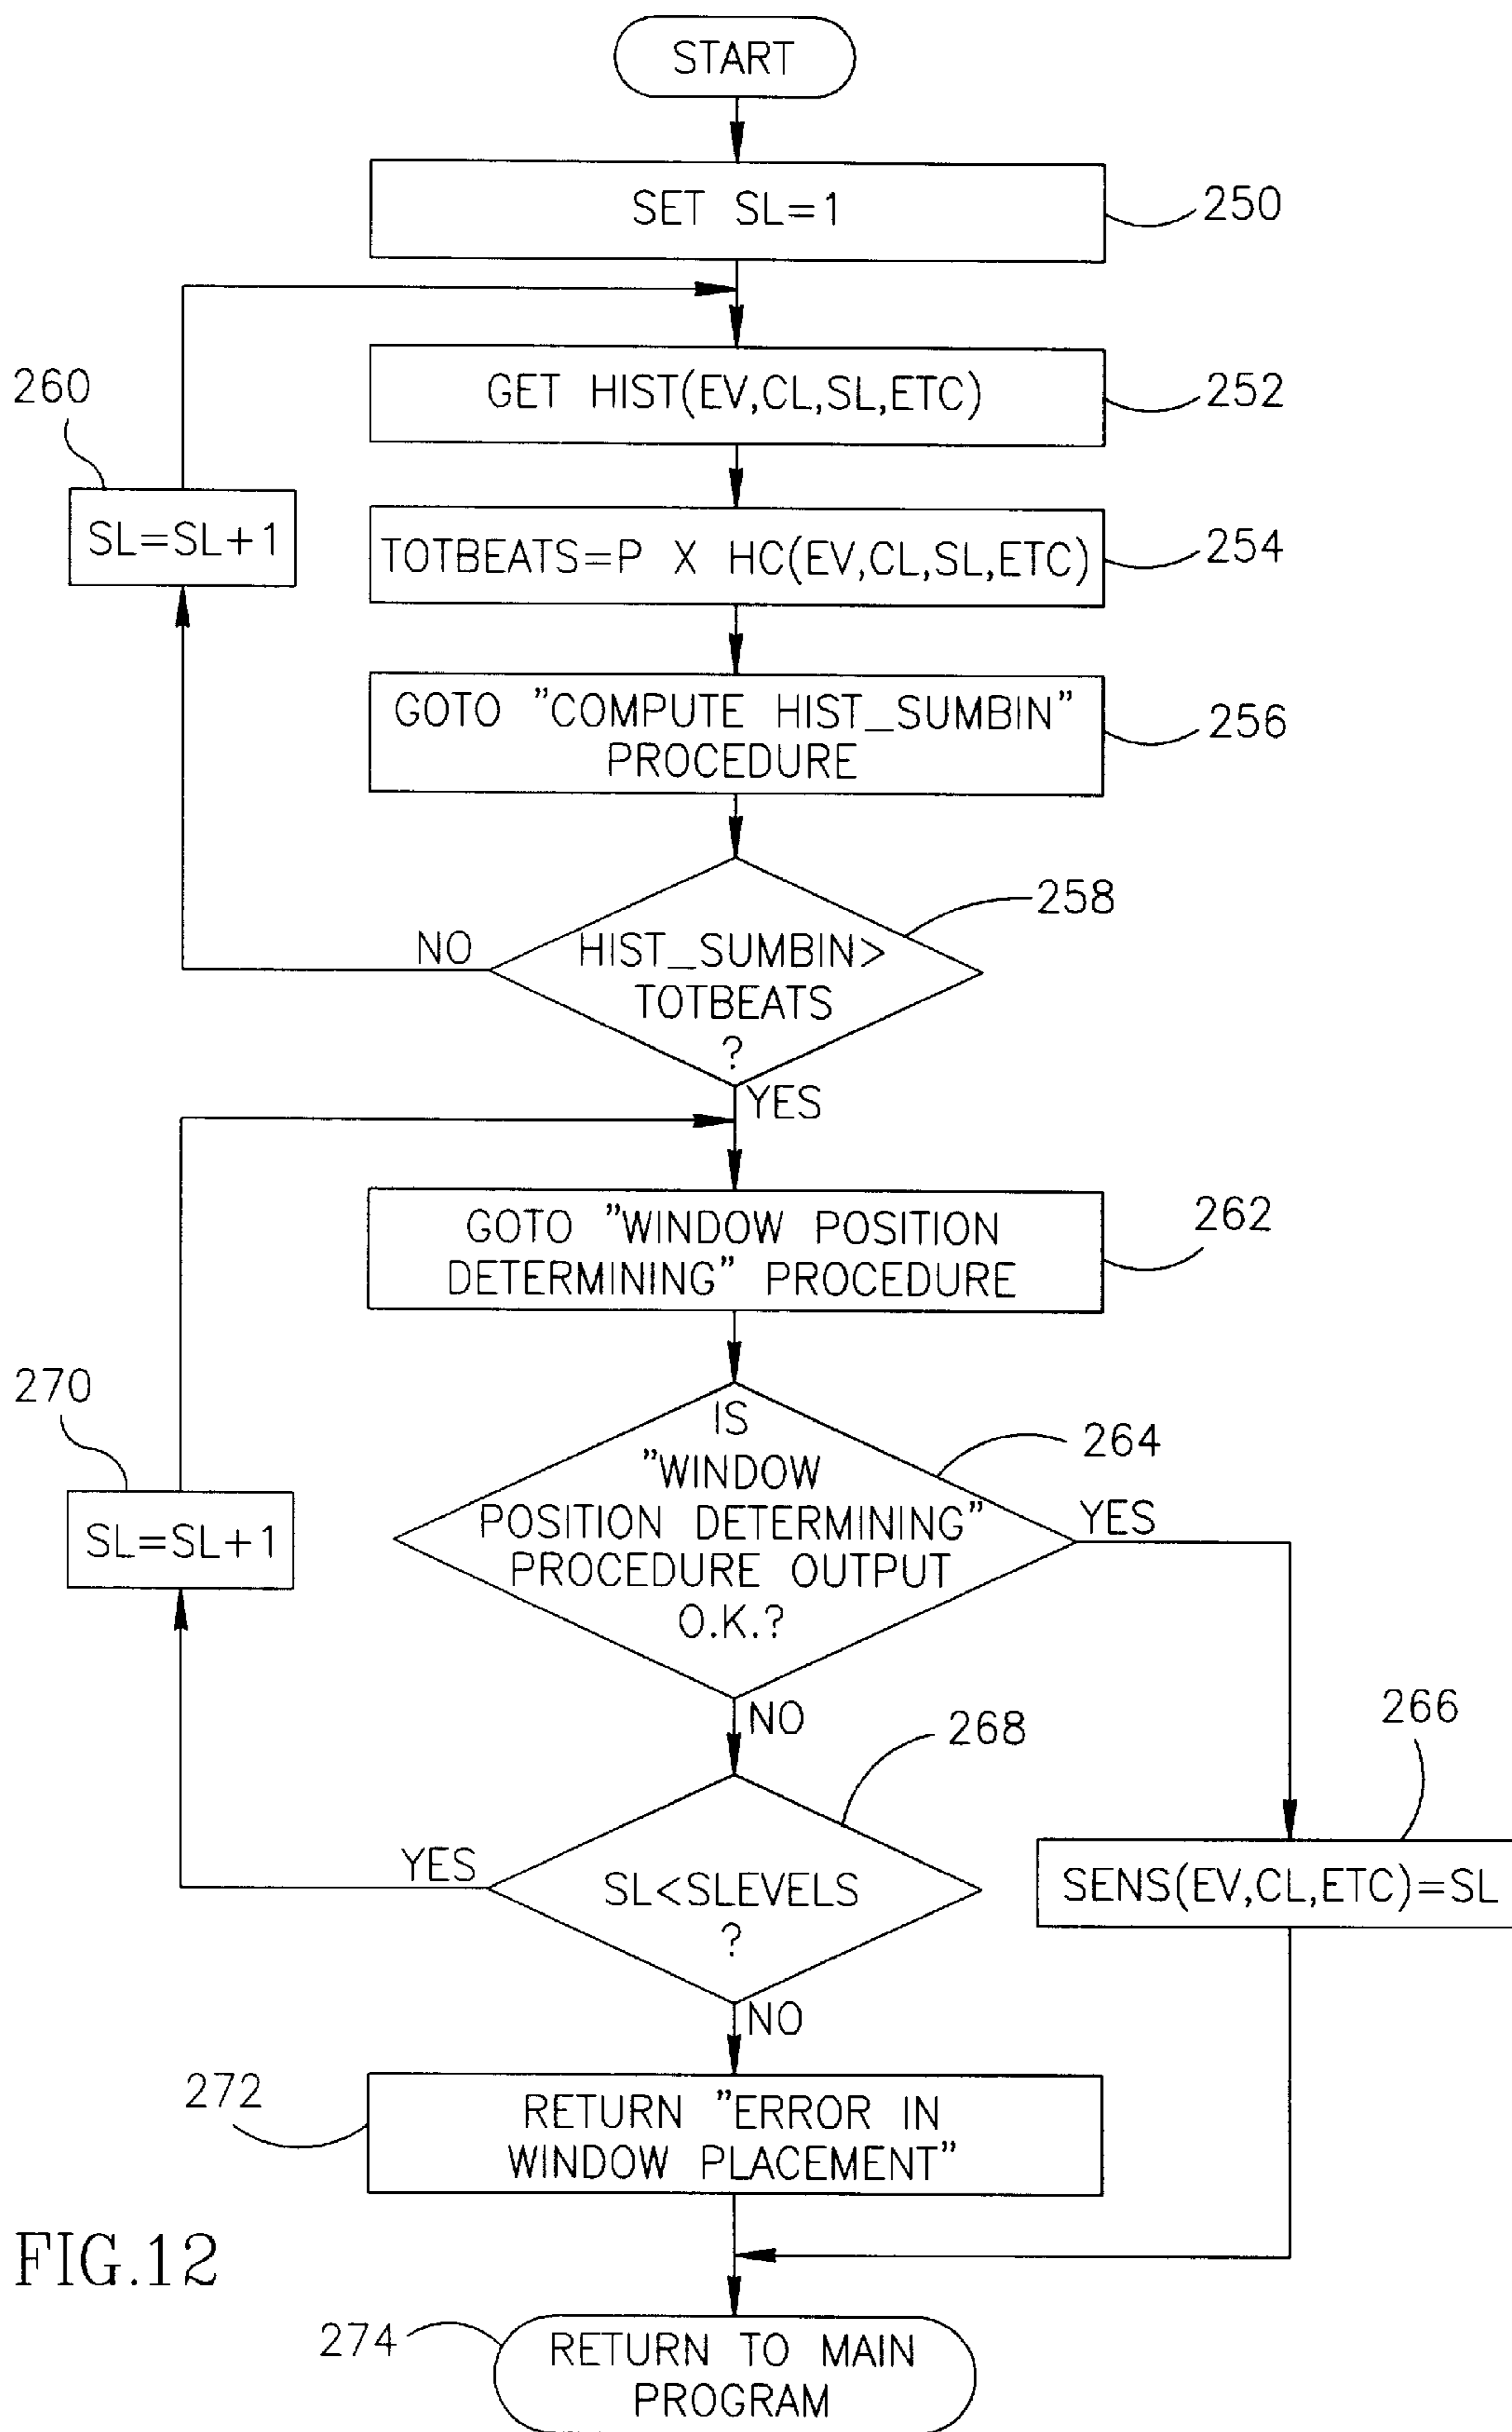 START
SET SL=1
250
GET HIST(EV,CL,SL,ETC)
252
260
SL=SL+1
TOTBEATS=P X HC(EV,CL,SL,ETC)
254
GOTO "COMPUTE HIST_SUMBIN"
PROCEDURE
256
258
NO
HIST_SUMBIN>
TOTBEATS
?
YES
GOTO "WINDOW POSITION
DETERMINING" PROCEDURE
262
270
SL=SL+1
IS
"WINDOW
POSITION DETERMINING"
PROCEDURE OUTPUT
O.K.?
264
YES
NO
268
266
YES
SL<SLEVELS
?
SENS(EV,CL,ETC)=SL
NO
272
RETURN "ERROR IN
WINDOW PLACEMENT"
FIG.12
274
RETURN TO MAIN
PROGRAM